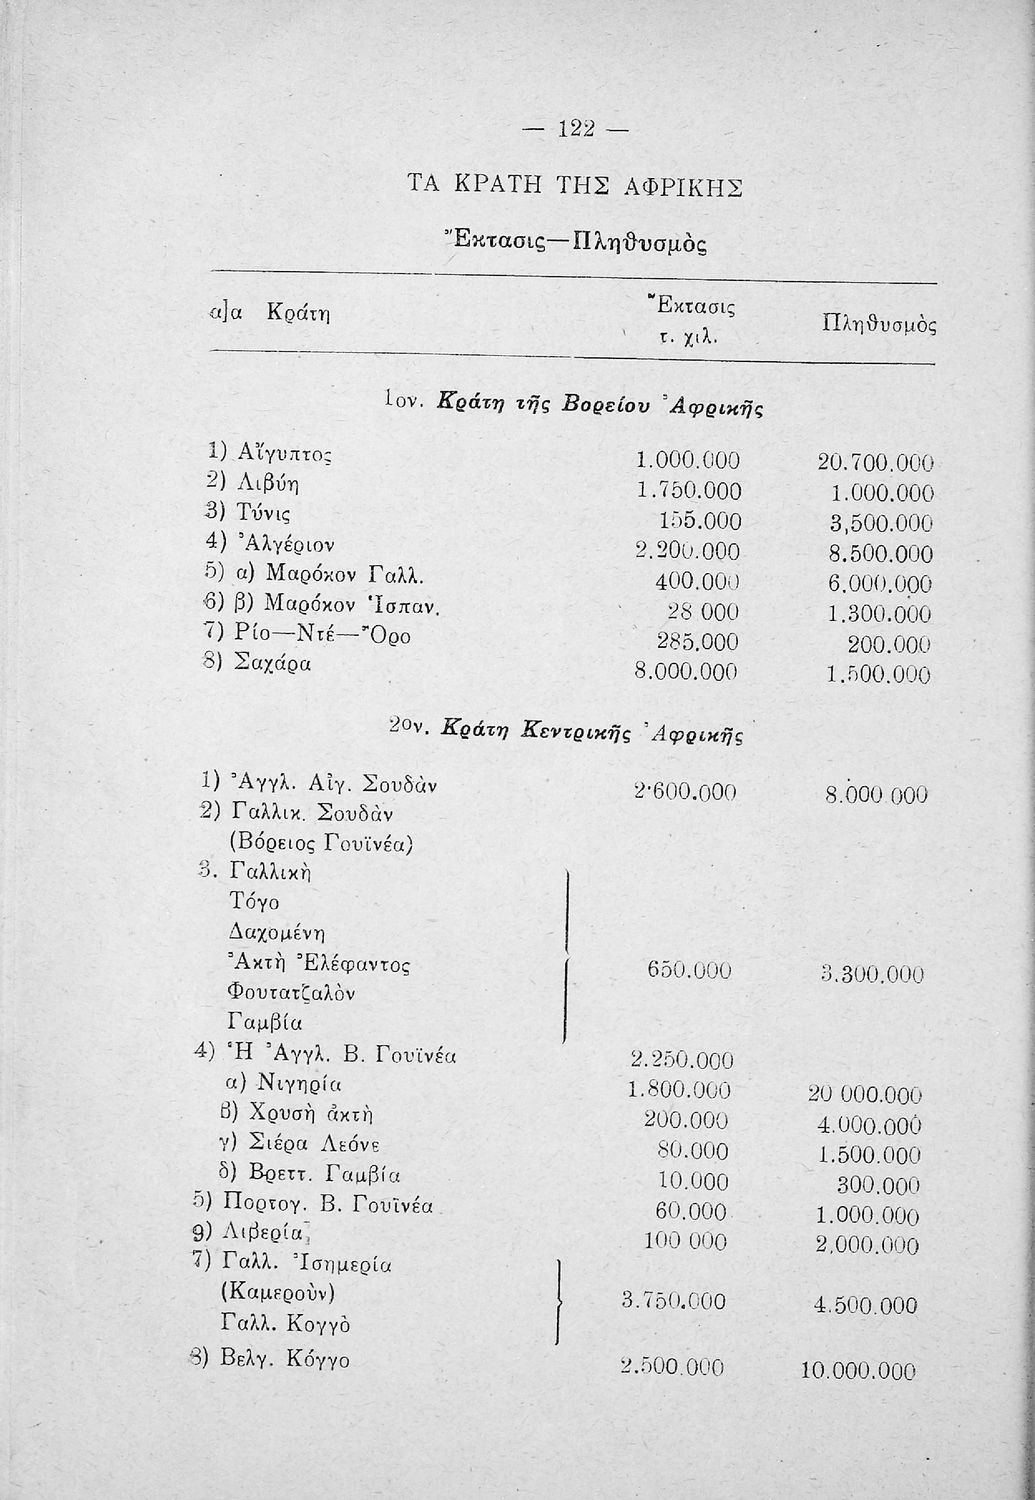 — 122 —
ΤΑ ΚΡΑΤΗ ΤΗΣ ΑΦΡΙΚΗΣ
Ἔκτασις—Πληθυσμὸς
α]α Κράτη Ἔκτασις Πληθυσμὸς
τ. χιλ.
1ον. Κράτη τῆς Βορείου Ἀφρικῆς
1) Αἴγυπτος 1.000.000 20.700.000
2) Λιβύη 1.750.000 1.000.000
3) Τύνις 155.000 3,500.000
4) Ἀλγέριον 2.200.000 8.500.000
5) α) Μαρόκον Γαλλ. 400.000 6.000.000
6) β) Μαρόκον Ἱσπαν. 28 000 1.300.000
7) Ρίο—Ντέ—Ὄρο 285.000 200.000
8) Σαχάρα 8.000.000 1.500.000
2ον. Κράτη Κεντρικῆς Ἀφρικῆς
1) Ἀγγλ. Αἰγ. Σουδὰν 2·600.000 8.000 000
2) Γαλλικ. Σουδὰν
(Βόρειος Γουϊνέα)
3. Γαλλικὴ
Τόγο
Δαχομένη
Ἀκτὴ Ἐλέφαντος 650.000 3.300.000
Φουτατζαλὸν
Γαμβία
4) Ἡ Ἀγγλ. Β. Γουϊνέα 2.250.000
α) Νιγηρία 1.800.000 20 000.000
β) Χρυσὴ ἀκτὴ 200.000 4.000.000
γ) Σιέρα Λεόνε 80.000 1.500.000
δ) Βρεττ. Γαμβία 10.000 300.000
5) Πορτογ. Β. Γουϊνέα 60.000 1.000.000
9) Λιβερία 100 000 2,000.000
7) Γαλλ. Ἰσημερία
(Καμεροὺν) 3.750.000 4.500.000
Γαλλ. Κογγὸ
8) Βελγ. Κόγγο 2.500.000 10.000.000